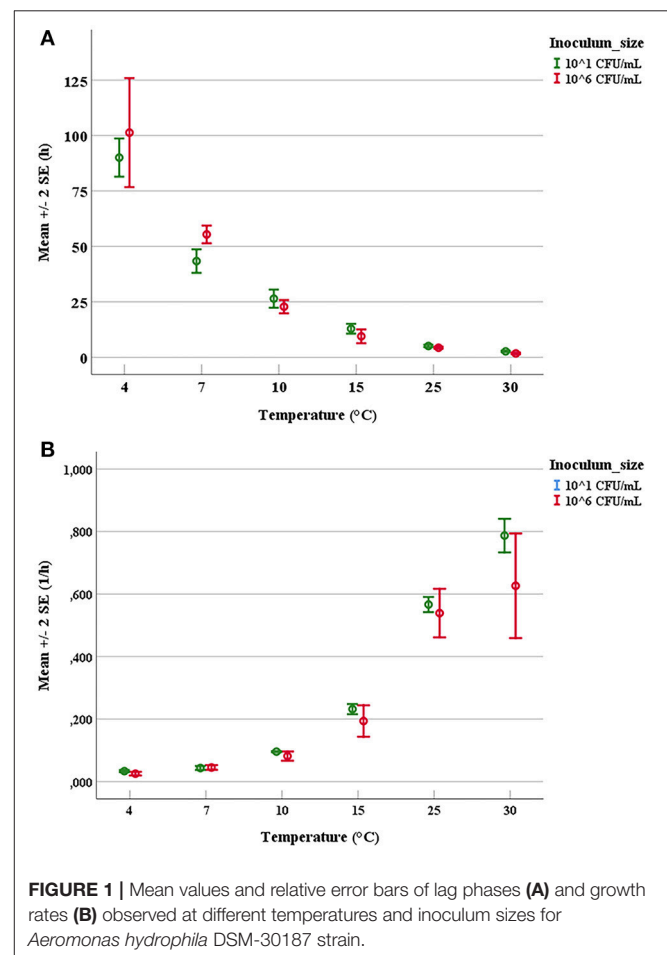 A
Inoculum_size
10^1 CFU/mL
10^6 CFU/mL
Mean +/- 2 SE (h)
125
100
75
50
25
0
4 7 10 15 25 30
Temperature (°C)
B
Inoculum_size
10^1 CFU/mL
10^6 CFU/mL
Mean +/- 2 SE (1/h)
1,000
,800
,600
,400
,200
,000
4 7 10 15 25 30
Temperature (°C)
FIGURE 1 | Mean values and relative error bars of lag phases (A) and growth
rates (B) observed at different temperatures and inoculum sizes for
Aeromonas hydrophila DSM-30187 strain.